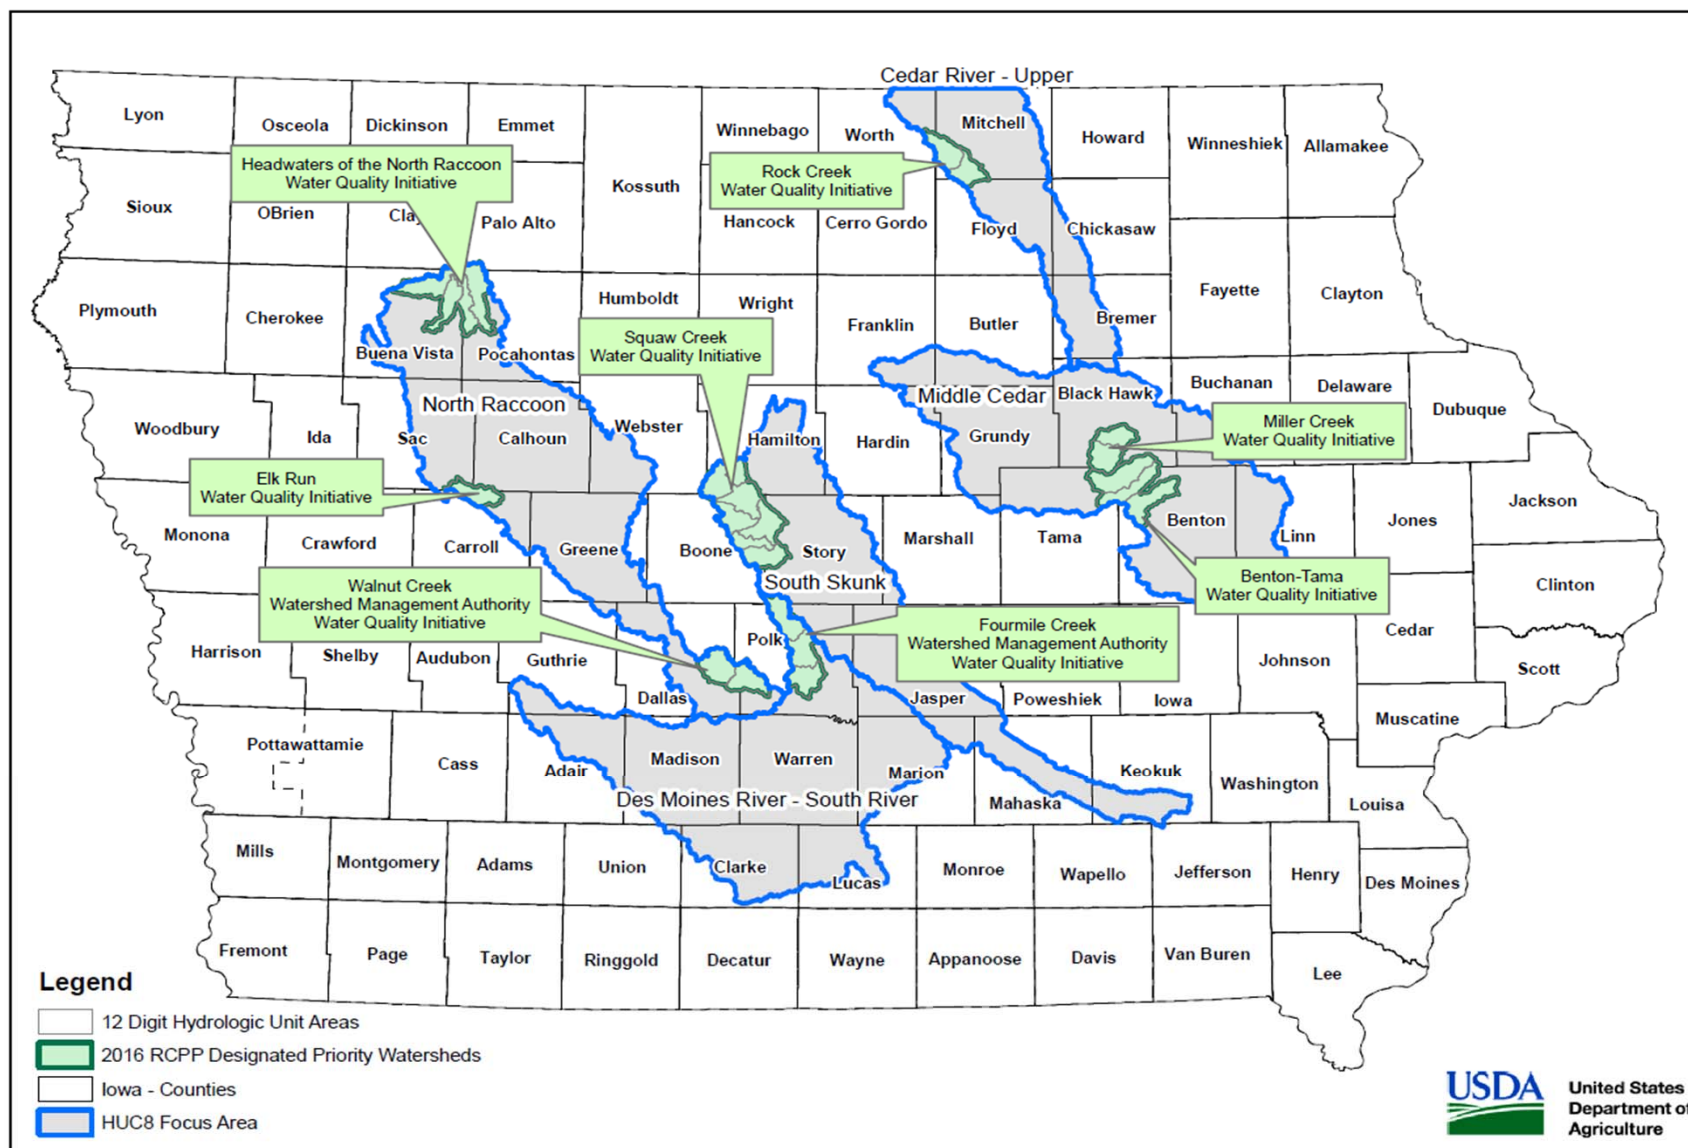 Cedar River - Upper
Lyon
Osceola
Dickinson
Emmet
Winnebago
Worth
Mitchell
Howard
Winneshiek
Allamakee
Headwaters of the North Raccoon
Water Quality Initiative
Rock Creek
Water Quality Initiative
Kossuth
Sioux
OBrien
Clay
Palo Alto
Hancock
Cerro Gordo
Floyd
Chickasaw
Plymouth
Cherokee
Buena Vista
Pocahontas
Humboldt
Wright
Franklin
Butler
Bremer
Fayette
Clayton
Squaw Creek
Water Quality Initiative
North Raccoon
Middle Cedar
Black Hawk
Buchanan
Delaware
Dubuque
Woodbury
Ida
Sac
Calhoun
Webster
Hamilton
Hardin
Grundy
Miller Creek
Water Quality Initiative
Elk Run
Water Quality Initiative
Monona
Crawford
Carroll
Greene
Boone
Story
Marshall
Tama
Benton
Linn
Jones
Jackson
South Skunk
Clinton
Walnut Creek
Watershed Management Authority
Water Quality Initiative
Benton-Tama
Water Quality Initiative
Fourmile Creek
Watershed Management Authority
Water Quality Initiative
Harrison
Shelby
Audubon
Guthrie
Dallas
Polk
Jasper
Poweshiek
Iowa
Johnson
Cedar
Scott
Muscatine
Pottawattamie
Cass
Adair
Madison
Warren
Marion
Mahaska
Keokuk
Washington
Louisa
Des Moines River - South River
Mills
Montgomery
Adams
Union
Clarke
Lucas
Monroe
Wapello
Jefferson
Henry
Des Moines
Fremont
Page
Taylor
Ringgold
Decatur
Wayne
Appanoose
Davis
Van Buren
Lee
Legend
12 Digit Hydrologic Unit Areas
2016 RCPP Designated Priority Watersheds
Iowa - Counties
HUC8 Focus Area
USDA
United States
Department of
Agriculture